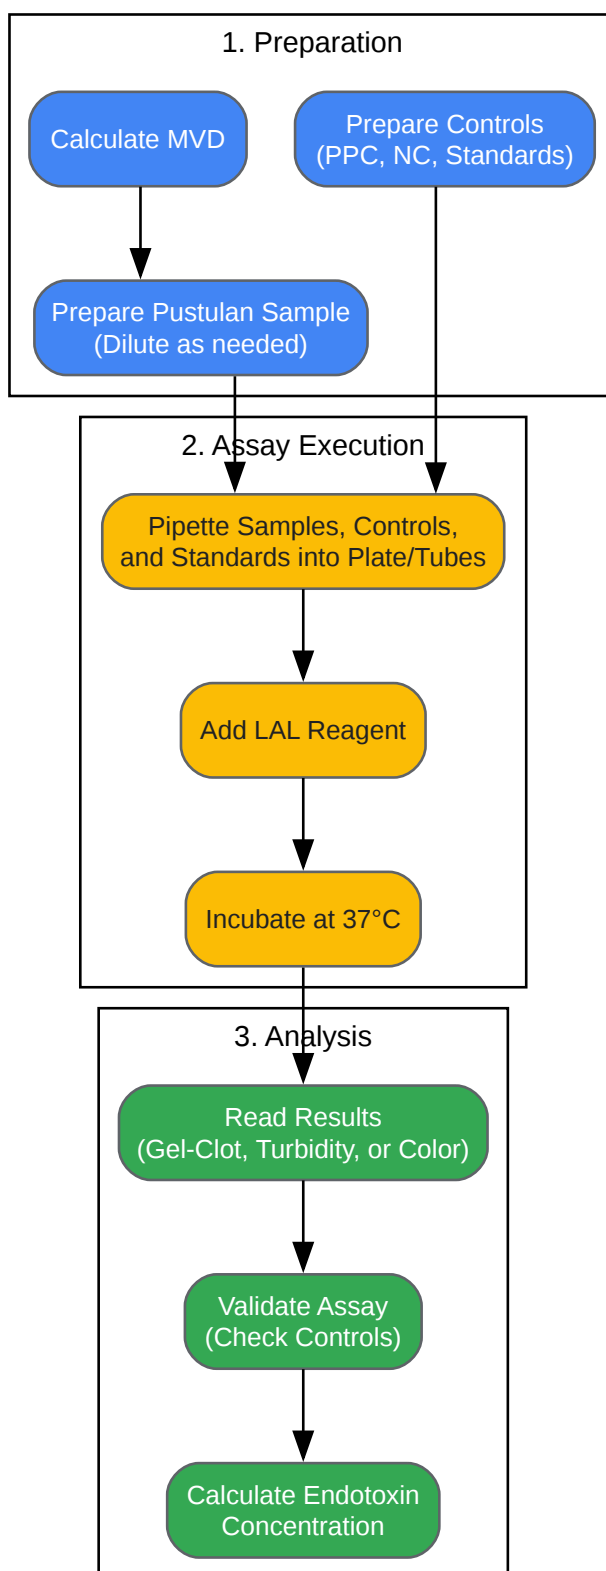 1. Preparation
Calculate MVD
Prepare Controls
(PPC, NC, Standards)
Prepare Pustulan Sample
(Dilute as needed)
2. Assay Execution
Pipette Samples, Controls,
and Standards into Plate/Tubes
Add LAL Reagent
Incubate at 37°C
3. Analysis
Read Results
(Gel-Clot, Turbidity, or Color)
Validate Assay
(Check Controls)
Calculate Endotoxin
Concentration